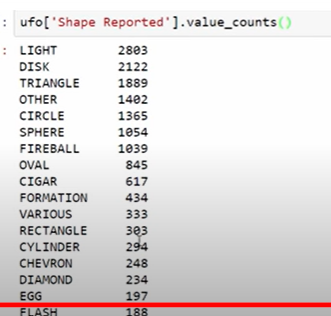 : ufo['Shape Reported'].value_counts()
: LIGHT 2803
DISK 2122
TRIANGLE 1889
OTHER 1402
CIRCLE 1365
SPHERE 1054
FIREBALL 1039
OVAL 845
CIGAR 617
FORMATION 434
VARIOUS 333
RECTANGLE 303
CYLINDER 294
CHEVRON 248
DIAMOND 234
EGG 197
FLASH 188